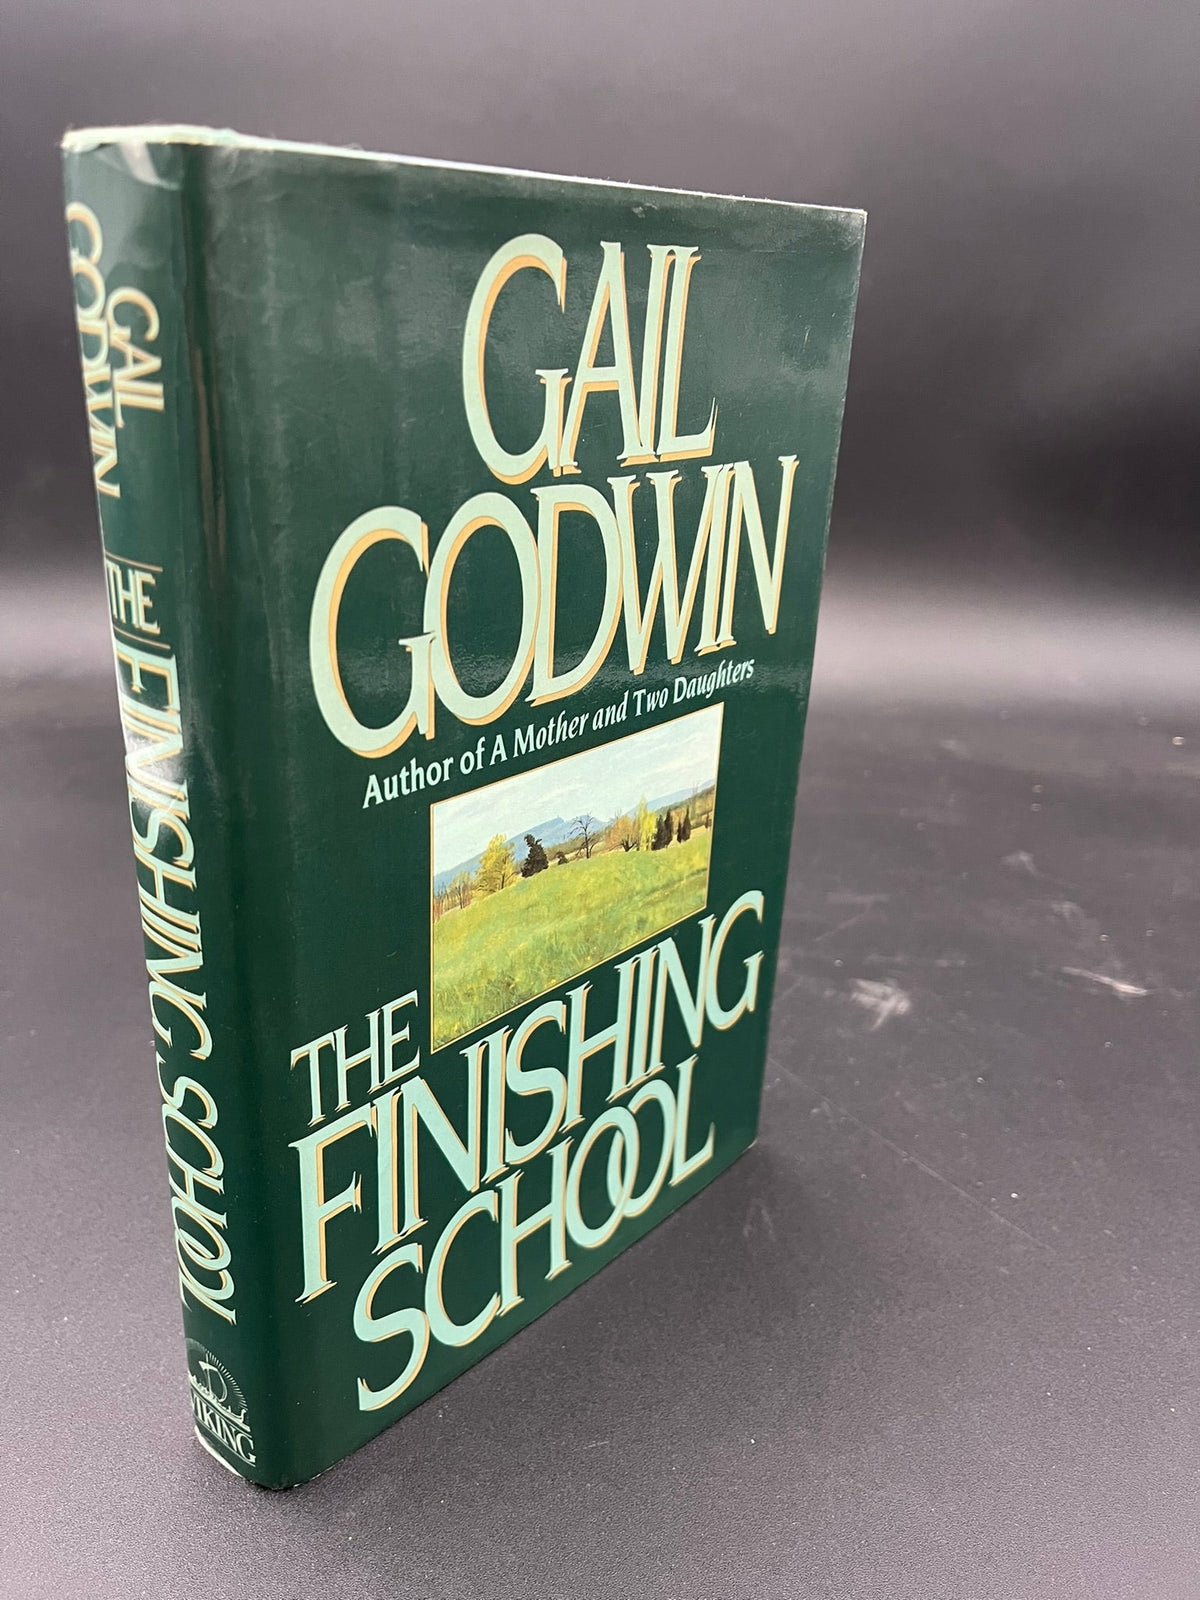 GAIL
GODWIN
THE
FINISHING SCHOOL
VIKING
GAIL
GODWIN
Author of A Mother and Two Daughters
THE
FINISHING
SCHOOL